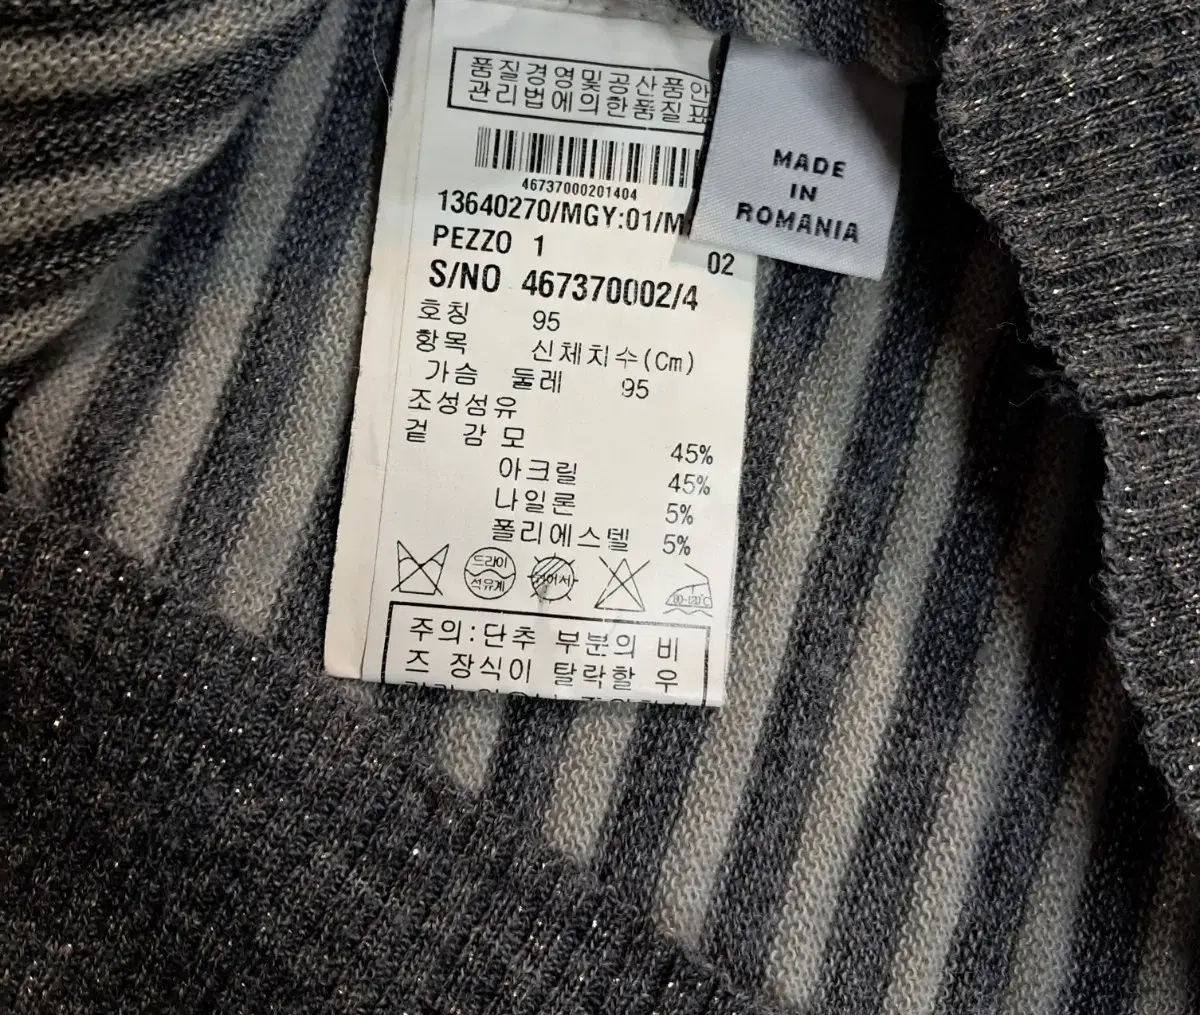 품질경영및공산품안
관리법에의한품질표
46737000201404
13640270/MGY:01/M
PEZZO 1 02
S/NO 467370002/4
호칭 95
항목 신체치수(Cm)
가슴 둘레 95
조성섬유
겉 감 모 45%
아크릴 45%
나일론 5%
폴리에스텔 5%
드라이
석유계
80-120°C
주의:단추 부분의 비
즈 장식이 탈락할 우
MADE
IN
ROMANIA